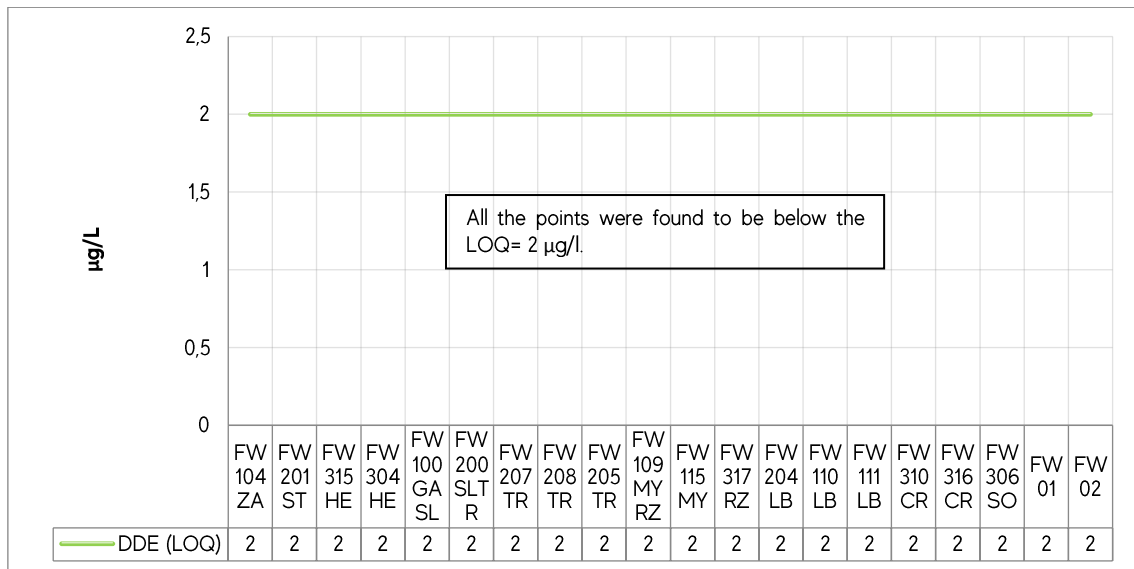 2,5
2
1,5
1
0,5
0
µg/L
All the points were found to be below the
LOQ= 2 µg/l.
FW 104 ZA
FW 201 ST
FW 315 HE
FW 304 HE
FW 100 GA SL
FW 200 SLT R
FW 207 TR
FW 208 TR
FW 205 TR
FW 109 MY RZ
FW 115 MY
FW 317 RZ
FW 204 LB
FW 110 LB
FW 111 LB
FW 310 CR
FW 316 CR
FW 306 SO
FW 01
FW 02
DDE (LOQ) 2 2 2 2 2 2 2 2 2 2 2 2 2 2 2 2 2 2 2 2